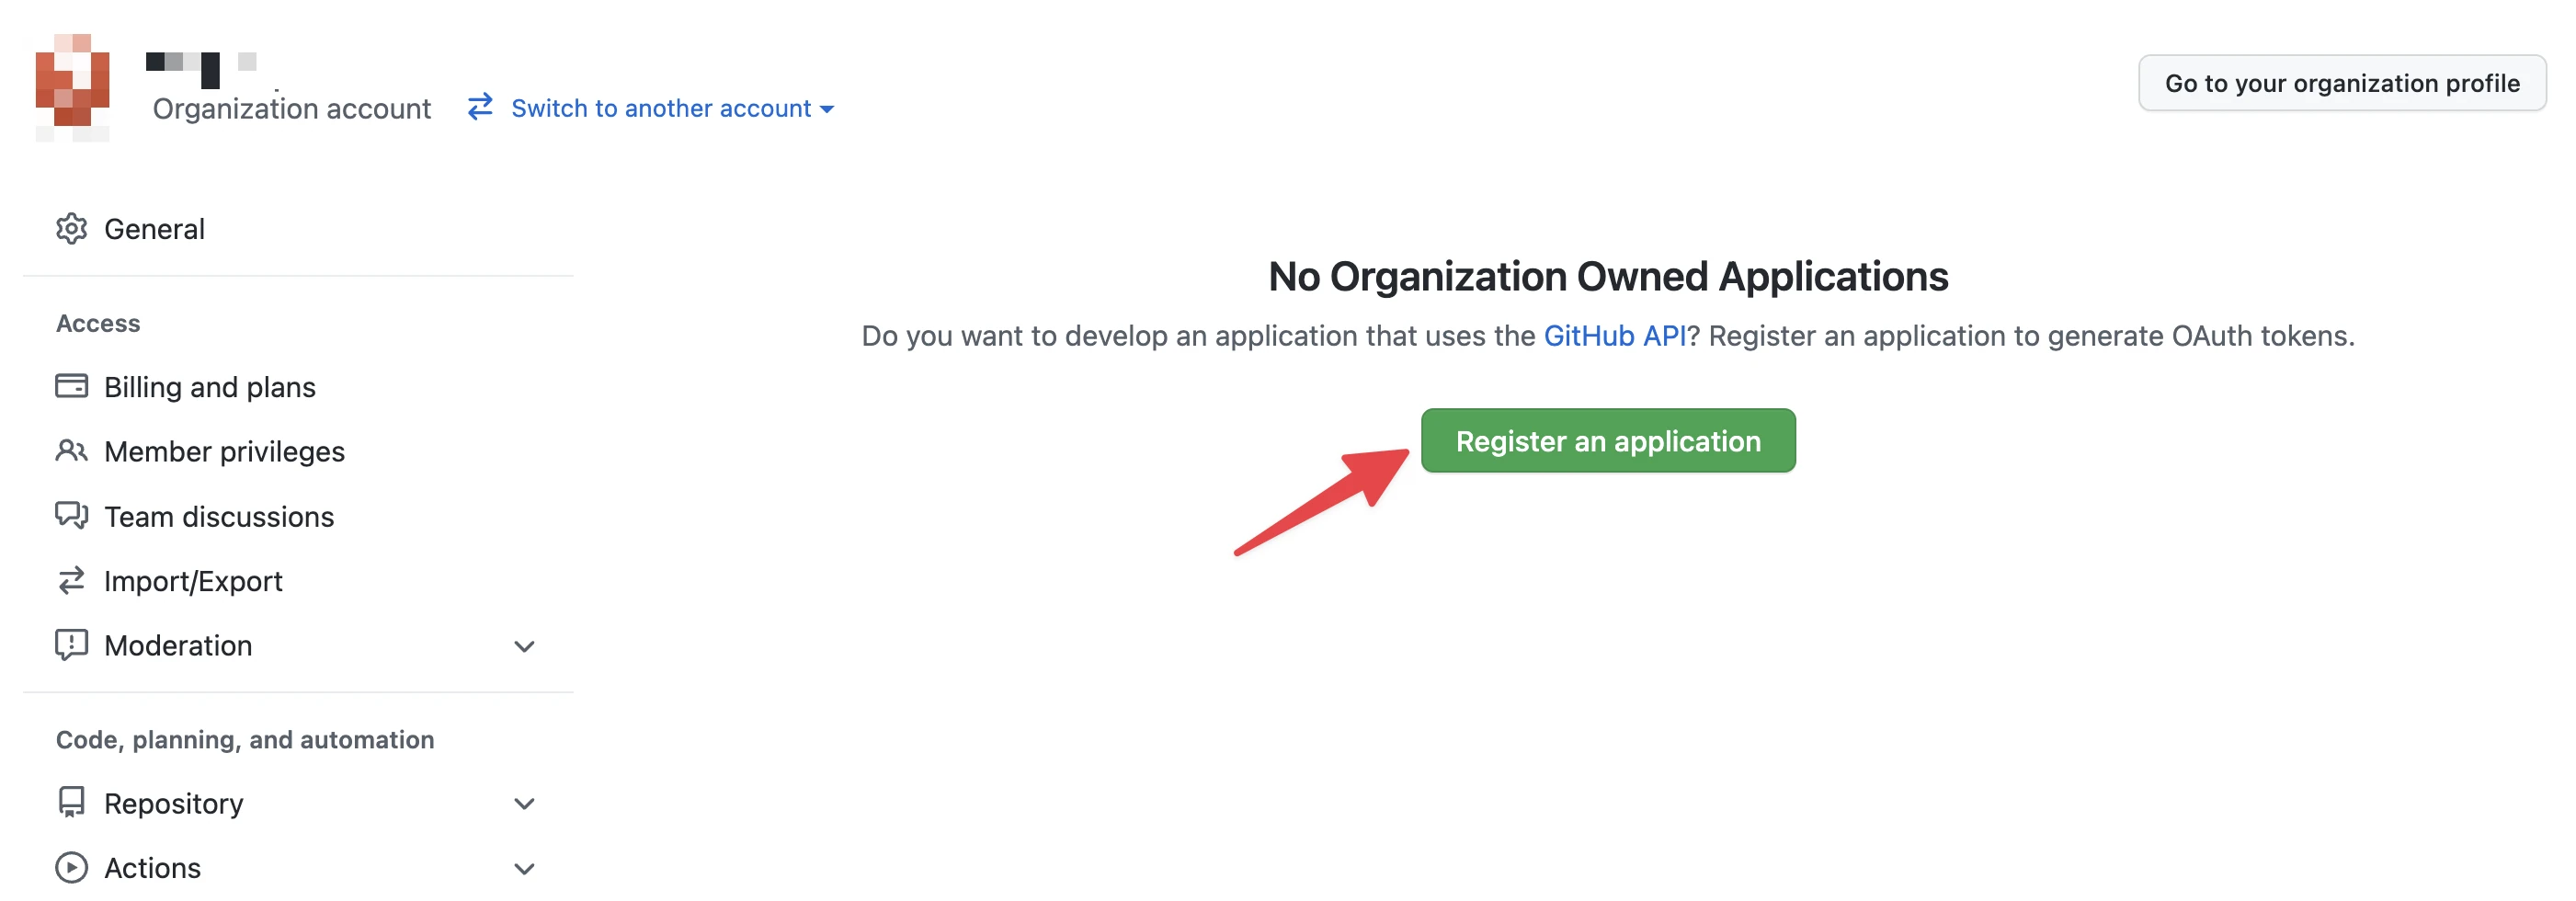 Organization account
Switch to another account
Go to your organization profile
General
Access
Billing and plans
Member privileges
Team discussions
Import/Export
Moderation
Code, planning, and automation
Repository
Actions
No Organization Owned Applications
Do you want to develop an application that uses the GitHub API? Register an application to generate OAuth tokens.
Register an application